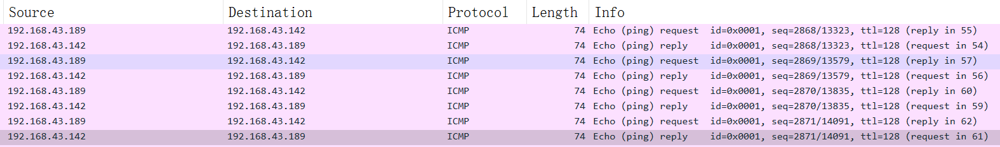 Source Destination Protocol Length Info
192.168.43.189 192.168.43.142 ICMP 74 Echo (ping) request id=0x0001, seq=2868/13323, ttl=128 (reply in 55)
192.168.43.142 192.168.43.189 ICMP 74 Echo (ping) reply id=0x0001, seq=2868/13323, ttl=128 (request in 54)
192.168.43.189 192.168.43.142 ICMP 74 Echo (ping) request id=0x0001, seq=2869/13579, ttl=128 (reply in 57)
192.168.43.142 192.168.43.189 ICMP 74 Echo (ping) reply id=0x0001, seq=2869/13579, ttl=128 (request in 56)
192.168.43.189 192.168.43.142 ICMP 74 Echo (ping) request id=0x0001, seq=2870/13835, ttl=128 (reply in 60)
192.168.43.142 192.168.43.189 ICMP 74 Echo (ping) reply id=0x0001, seq=2870/13835, ttl=128 (request in 59)
192.168.43.189 192.168.43.142 ICMP 74 Echo (ping) request id=0x0001, seq=2871/14091, ttl=128 (reply in 62)
192.168.43.142 192.168.43.189 ICMP 74 Echo (ping) reply id=0x0001, seq=2871/14091, ttl=128 (request in 61)